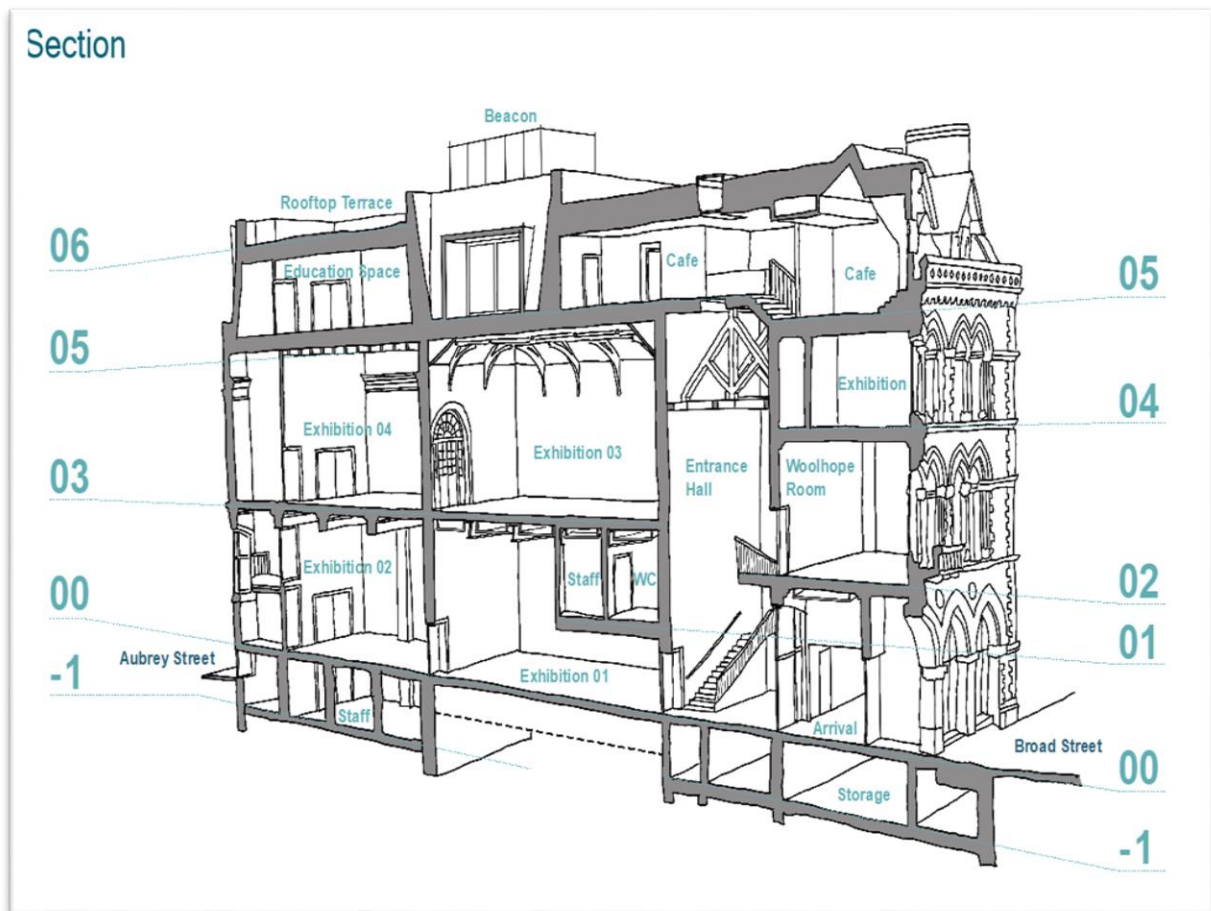 Section
Beacon
Rooftop Terrace
06
Education Space
Cafe
Cafe
05
05
Exhibition
04
Exhibition 04
Exhibition 03
Entrance
Hall
Woolhope
Room
03
Exhibition 02
Staff
WC
02
00
01
Aubrey Street
-1
Exhibition 01
Staff
Arrival
Broad Street
00
Storage
-1